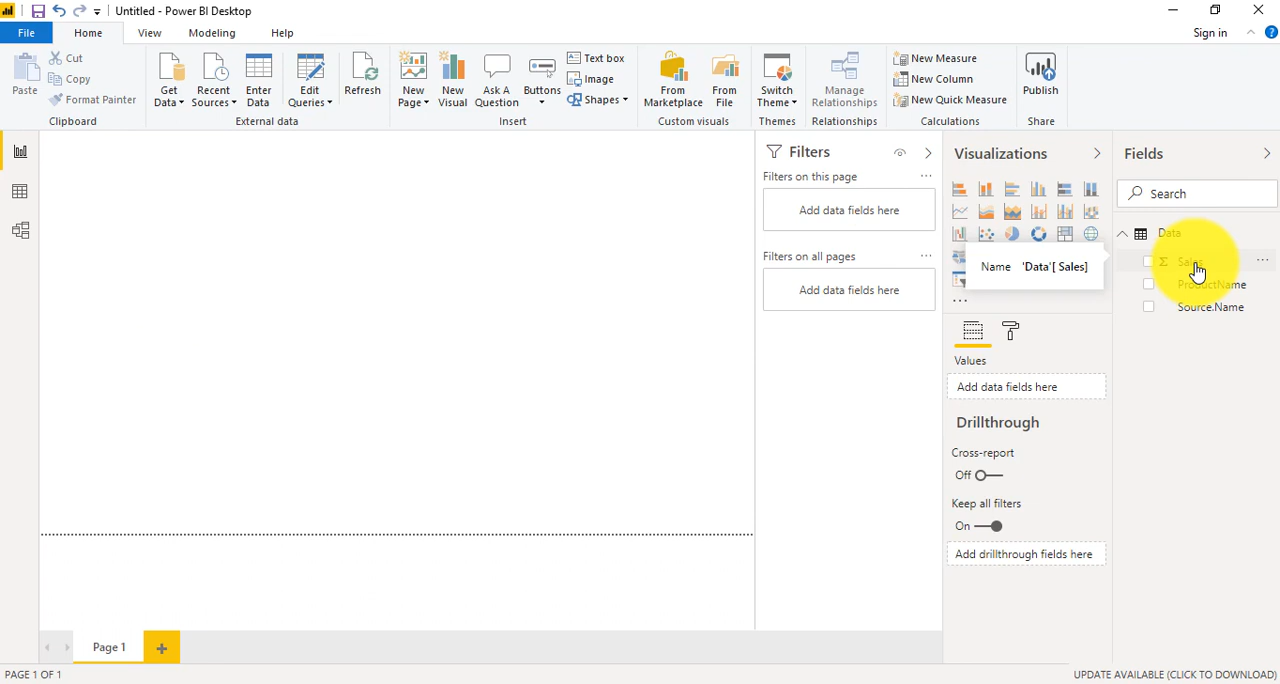 Untitled - Power BI Desktop
File Home View Modeling Help Sign in
Paste Cut Copy Format Painter
Clipboard
Get Data Recent Sources Enter Data Edit Queries Refresh
External data
New Page New Visual Ask A Question Buttons Text box Image Shapes
Insert
From Marketplace From File
Custom visuals
Switch Theme
Themes
Manage Relationships
Relationships
New Measure
New Column
New Quick Measure
Calculations
Publish
Share
Filters
Filters on this page ...
Add data fields here
Filters on all pages ...
Add data fields here
Visualizations
Name 'Data'[ Sales]
...
Values
Add data fields here
Drillthrough
Cross-report
Off
Keep all filters
On
Add drillthrough fields here
Fields
Search
Data
Σ Sales ...
ProductName
Source.Name
Page 1
PAGE 1 OF 1
UPDATE AVAILABLE (CLICK TO DOWNLOAD)